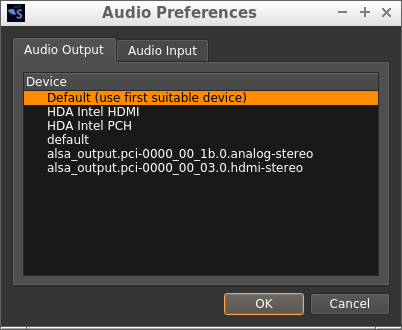 Audio Preferences
Audio Output
Audio Input
Device
Default (use first suitable device)
HDA Intel HDMI
HDA Intel PCH
default
alsa_output.pci-0000_00_1b.0.analog-stereo
alsa_output.pci-0000_00_03.0.hdmi-stereo
OK
Cancel